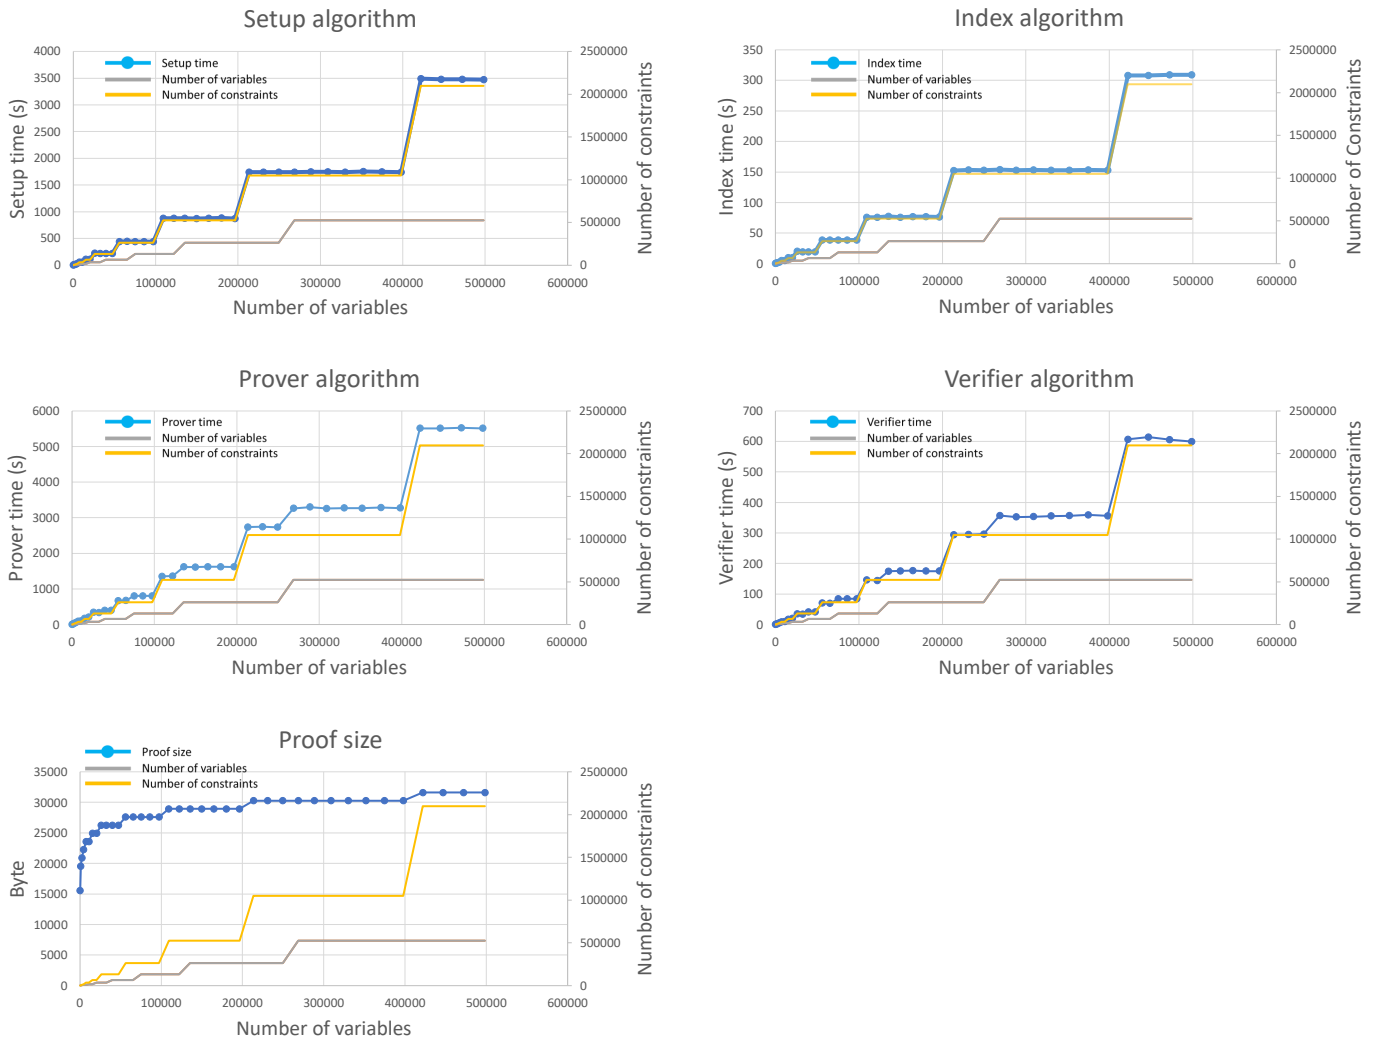 Setup algorithm
4000
3500
3000
2500
2000
1500
1000
500
0
Setup time (s)
Setup time
Number of variables
Number of constraints
2500000
2000000
1500000
1000000
500000
0
Number of constraints
0 100000 200000 300000 400000 500000 600000
Number of variables
Index algorithm
350
300
250
200
150
100
50
0
Index time (s)
Index time
Number of variables
Number of constraints
2500000
2000000
1500000
1000000
500000
0
Number of Constraints
0 100000 200000 300000 400000 500000 600000
Number of variables
Prover algorithm
6000
5000
4000
3000
2000
1000
0
Prover time (s)
Prover time
Number of variables
Number of constraints
2500000
2000000
1500000
1000000
500000
0
Number of constraints
0 100000 200000 300000 400000 500000 600000
Number of variables
Verifier algorithm
700
600
500
400
300
200
100
0
Verifier time (s)
Verifier time
Number of variables
Number of constraints
2500000
2000000
1500000
1000000
500000
0
Number of constraints
0 100000 200000 300000 400000 500000 600000
Number of variables
Proof size
Proof size
Number of variables
Number of constraints
35000
30000
25000
20000
15000
10000
5000
0
Byte
2500000
2000000
1500000
1000000
500000
0
Number of constraints
0 100000 200000 300000 400000 500000 600000
Number of variables